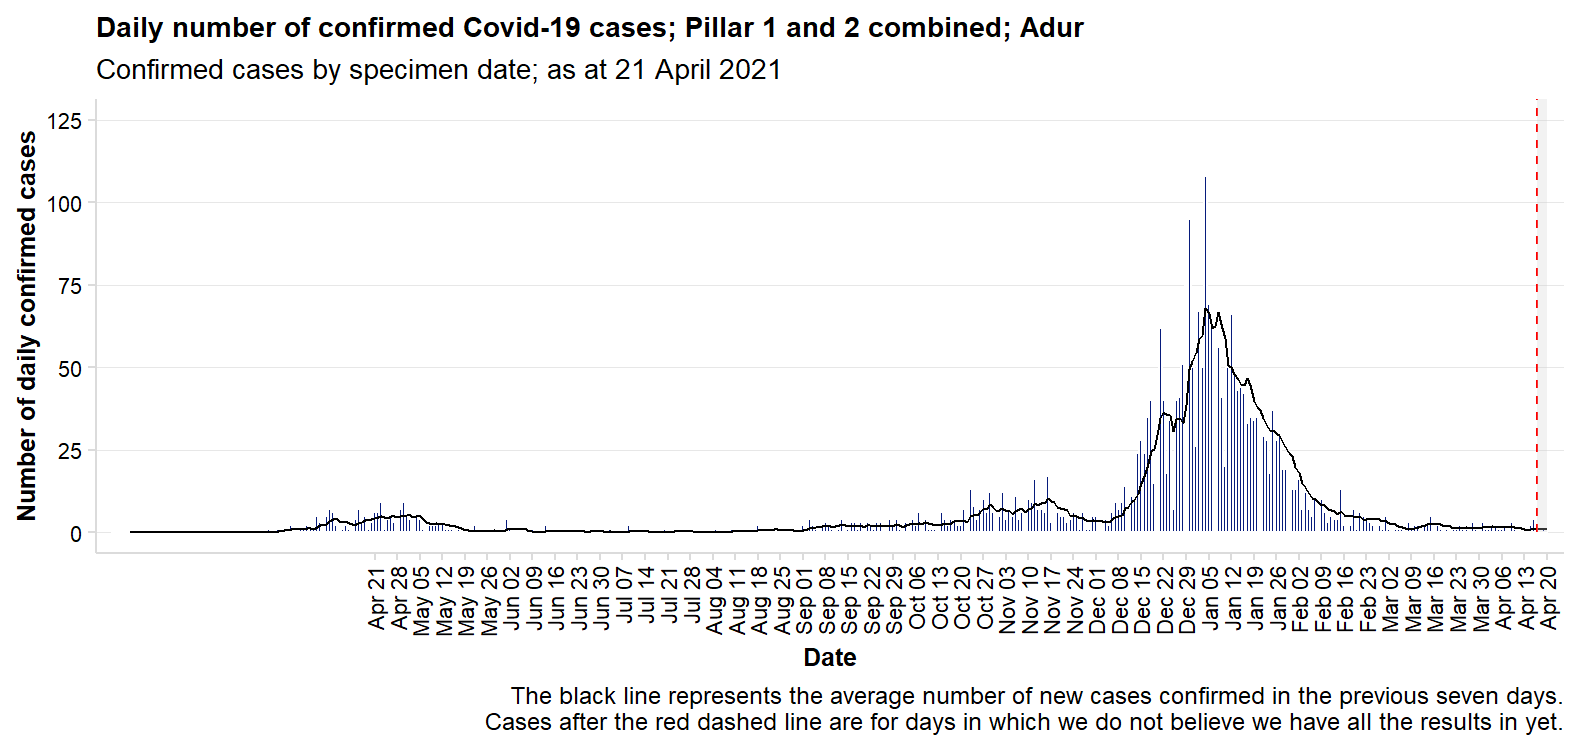 Daily number of confirmed Covid-19 cases; Pillar 1 and 2 combined; Adur
Confirmed cases by specimen date; as at 21 April 2021
Number of daily confirmed cases
125
100
75
50
25
0
Apr 21
Apr 28
May 05
May 12
May 19
May 26
Jun 02
Jun 09
Jun 16
Jun 23
Jun 30
Jul 07
Jul 14
Jul 21
Jul 28
Aug 04
Aug 11
Aug 18
Aug 25
Sep 01
Sep 08
Sep 15
Sep 22
Sep 29
Oct 06
Oct 13
Oct 20
Oct 27
Nov 03
Nov 10
Nov 17
Nov 24
Dec 01
Dec 08
Dec 15
Dec 22
Dec 29
Jan 05
Jan 12
Jan 19
Jan 26
Feb 02
Feb 09
Feb 16
Feb 23
Mar 02
Mar 09
Mar 16
Mar 23
Mar 30
Apr 06
Apr 13
Apr 20
Date
The black line represents the average number of new cases confirmed in the previous seven days.
Cases after the red dashed line are for days in which we do not believe we have all the results in yet.